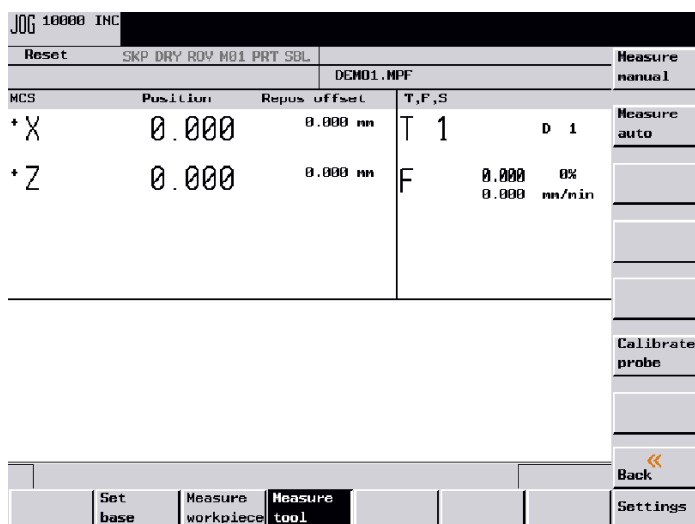 JOG 10000 INC
Reset SKP DRY ROV M01 PRT SBL
DEMO1.MPF
MCS Position Repos offset T,F,S
+X 0.000 0.000 mm T 1 D 1
+Z 0.000 0.000 mm F 0.000 0%
0.000 mm/min
Measure
manual
Measure
auto
Calibrate
probe
«
Back
Settings
Set
base
Measure
workpiece
Measure
tool